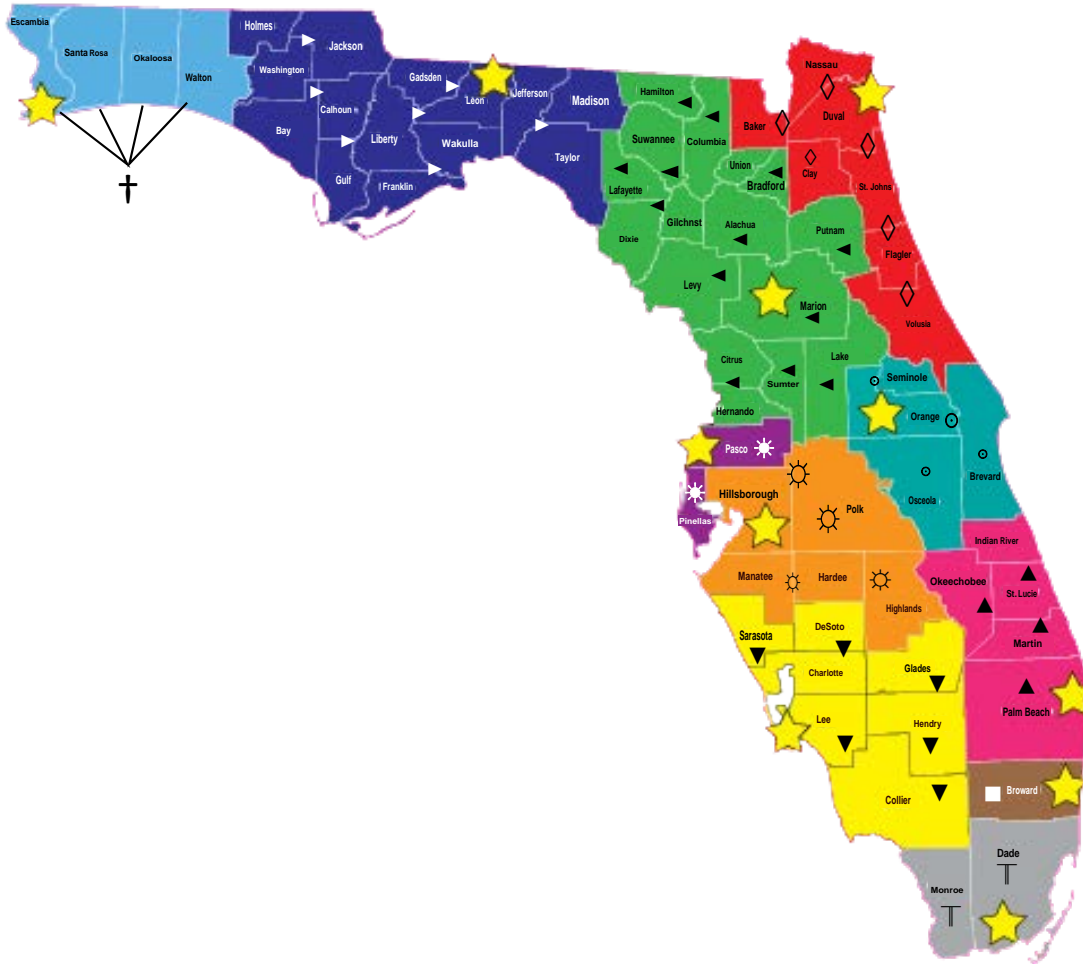 Escambia
Santa Rosa
Okaloosa
Walton
Holmes
Jackson
Washington
Calhoun
Bay
Gulf
Liberty
Franklin
Gadsden
Leon
Wakulla
Jefferson
Madison
Taylor
Hamilton
Suwannee
Columbia
Lafayette
Dixie
Gilchnst
Union
Bradford
Alachua
Putnam
Levy
Marion
Citrus
Sumter
Lake
Hernando
Nassau
Duval
Baker
Clay
St. Johns
Flagler
Volusia
Seminole
Orange
Osceola
Brevard
Pasco
Pinellas
Hillsborough
Polk
Manatee
Hardee
Highlands
Indian River
Okeechobee
St. Lucie
Martin
Palm Beach
Sarasota
DeSoto
Charlotte
Glades
Lee
Hendry
Collier
Broward
Dade
Monroe